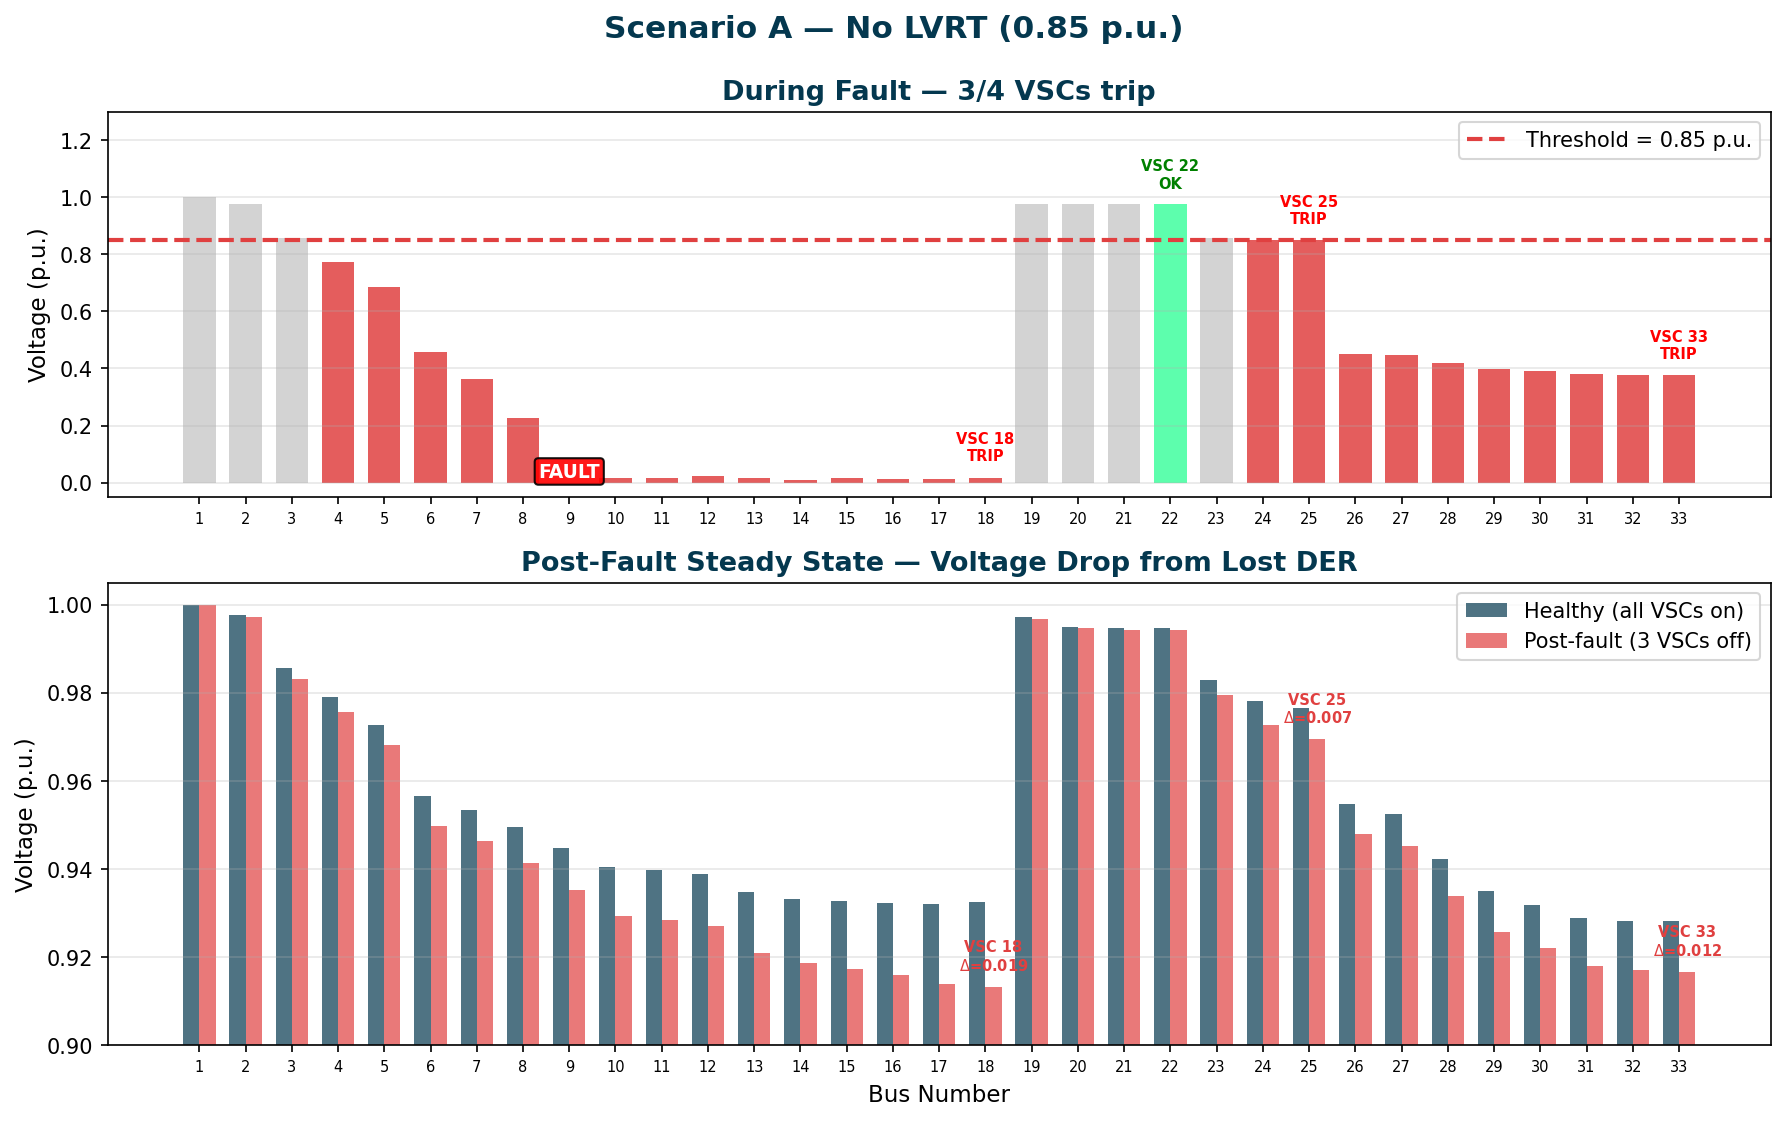 Scenario A — No LVRT (0.85 p.u.)
During Fault — 3/4 VSCs trip
Voltage (p.u.)
1.2
1.0
0.8
0.6
0.4
0.2
0.0
Threshold = 0.85 p.u.
VSC 22
OK
VSC 25
TRIP
VSC 33
TRIP
VSC 18
TRIP
FAULT
1 2 3 4 5 6 7 8 9 10 11 12 13 14 15 16 17 18 19 20 21 22 23 24 25 26 27 28 29 30 31 32 33
Post-Fault Steady State — Voltage Drop from Lost DER
Voltage (p.u.)
1.00
0.98
0.96
0.94
0.92
0.90
Healthy (all VSCs on)
Post-fault (3 VSCs off)
VSC 25
Δ=0.007
VSC 18
Δ=0.019
VSC 33
Δ=0.012
1 2 3 4 5 6 7 8 9 10 11 12 13 14 15 16 17 18 19 20 21 22 23 24 25 26 27 28 29 30 31 32 33
Bus Number